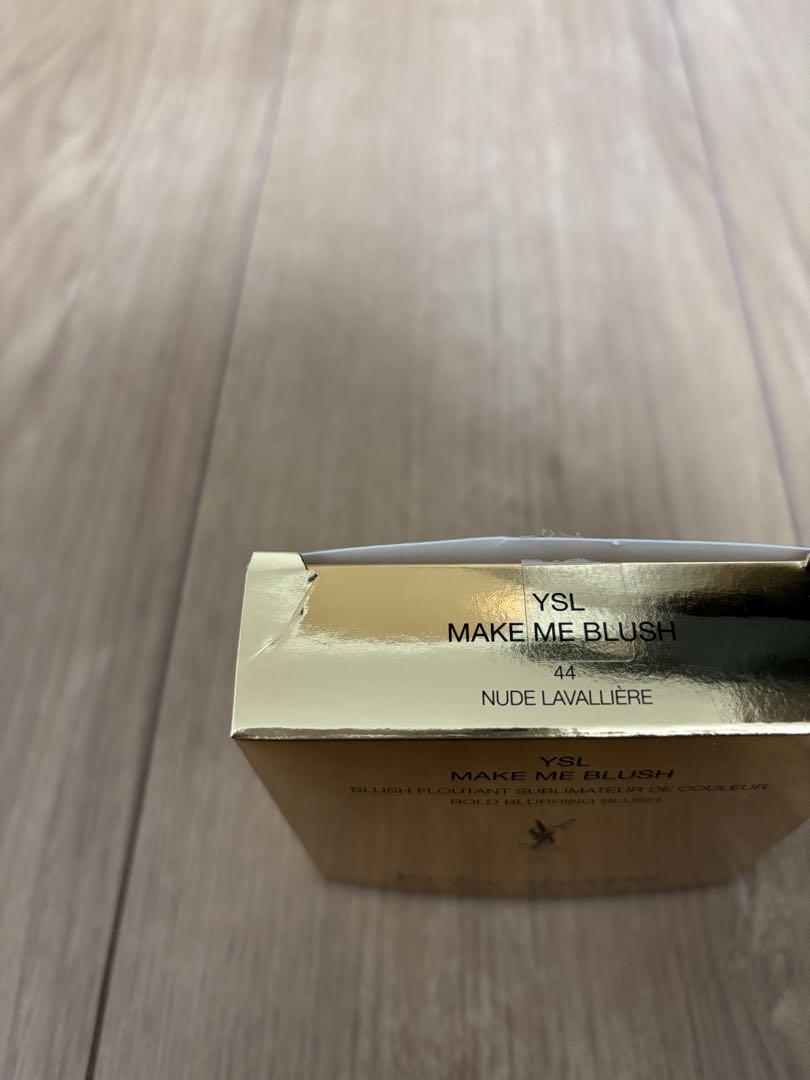 YSL
MAKE ME BLUSH
44
NUDE LAVALLIÈRE
YSL
MAKE ME BLUSH
BLUSH FLOUTANT SUBLIMATEUR DE COULEUR
BOLD BLURRING BLUSH